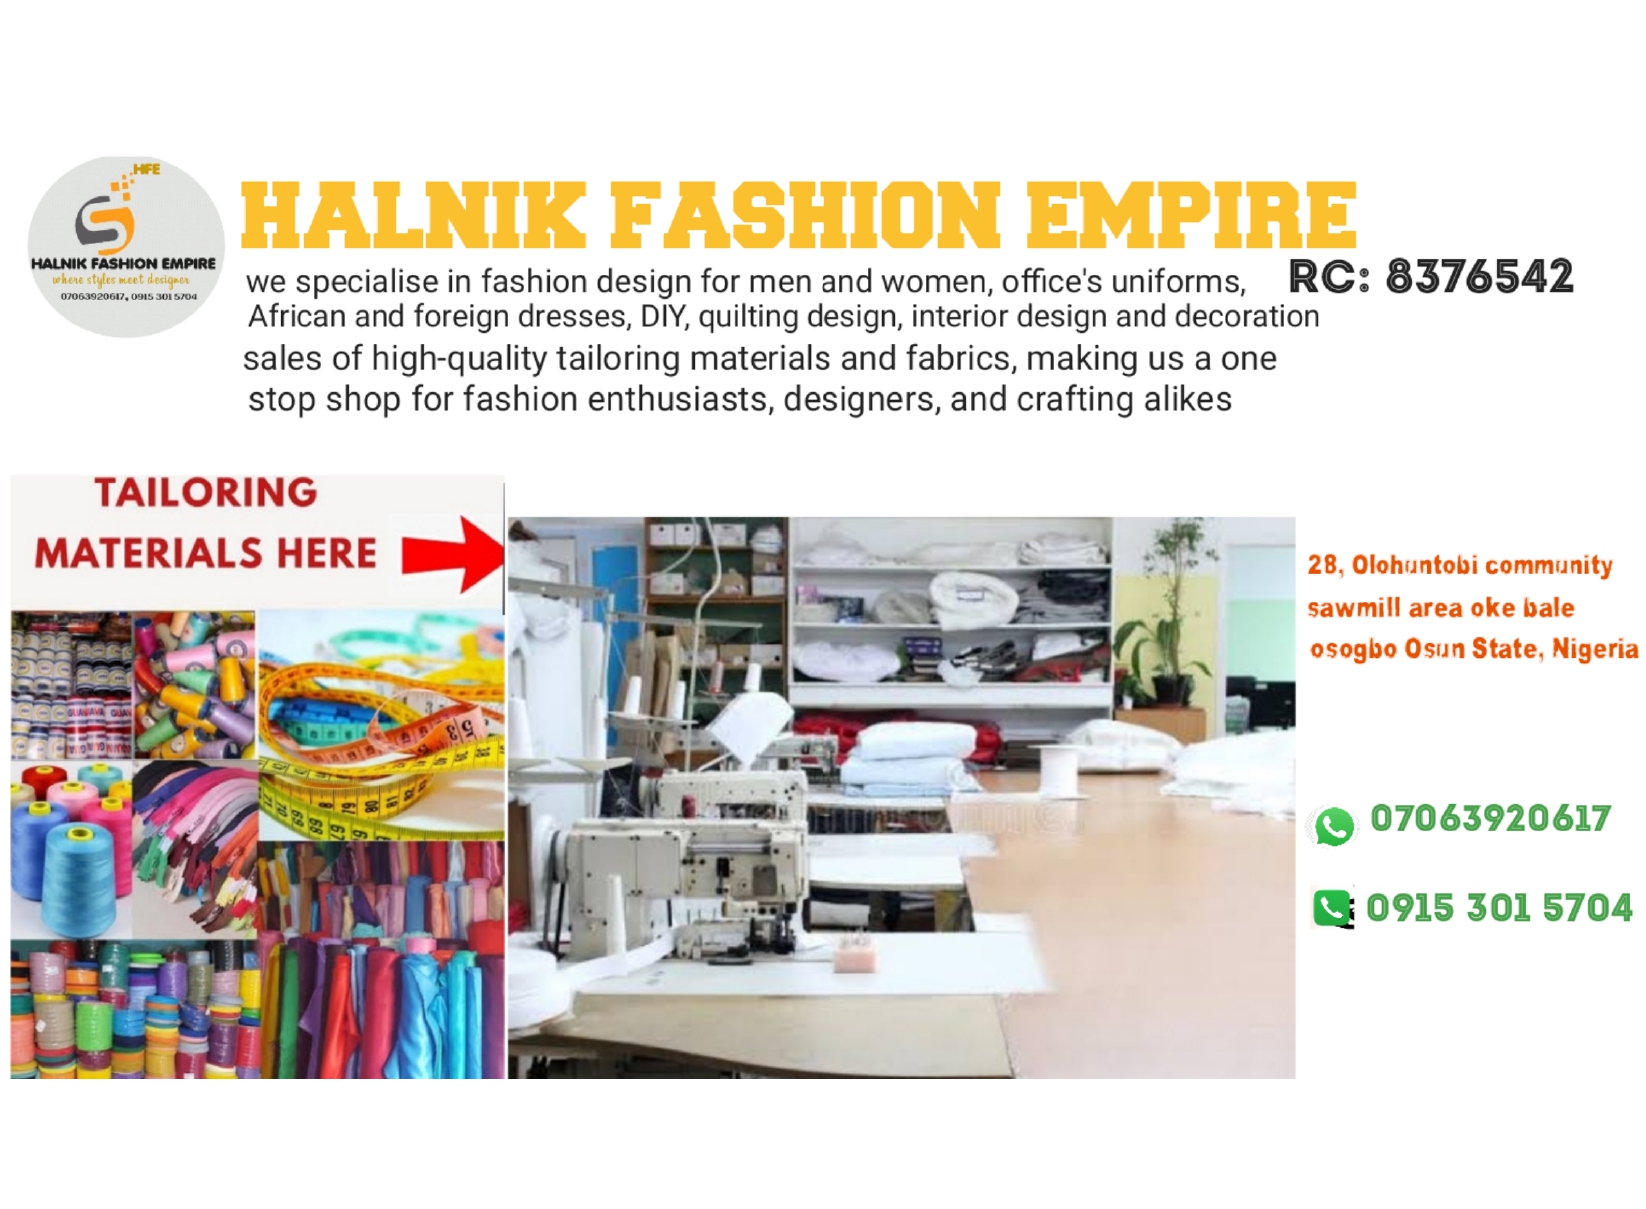 HFE
HALNIK FASHION EMPIRE
where styles meet designer
07063920617, 0915 301 5704
HALNIK FASHION EMPIRE
RC: 8376542
we specialise in fashion design for men and women, office's uniforms,
African and foreign dresses, DIY, quilting design, interior design and decoration
sales of high-quality tailoring materials and fabrics, making us a one
stop shop for fashion enthusiasts, designers, and crafting alikes
TAILORING
MATERIALS HERE
28, Olohuntobi community
sawmill area oke bale
osogbo Osun State, Nigeria
07063920617
0915 301 5704